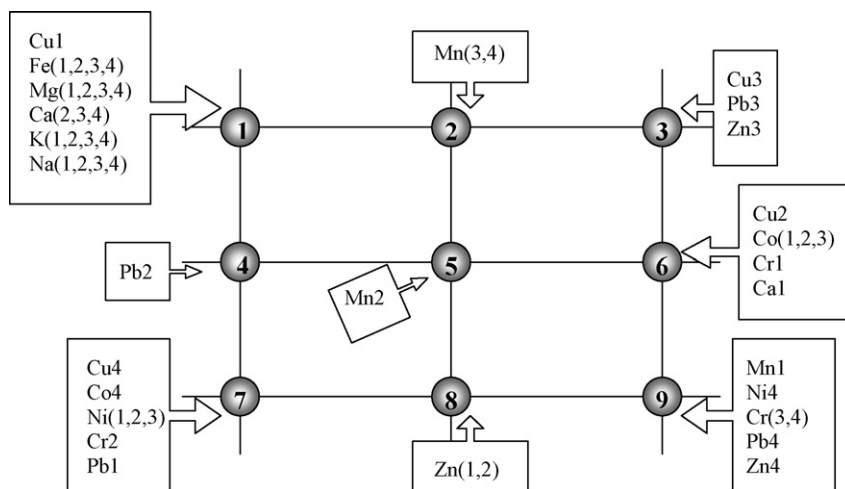 Cu1
Fe(1,2,3,4)
Mg(1,2,3,4)
Ca(2,3,4)
K(1,2,3,4)
Na(1,2,3,4)
Mn(3,4)
Cu3
Pb3
Zn3
1
2
3
Pb2
4
5
6
Mn2
Cu2
Co(1,2,3)
Cr1
Ca1
Cu4
Co4
Ni(1,2,3)
Cr2
Pb1
7
8
9
Zn(1,2)
Mn1
Ni4
Cr(3,4)
Pb4
Zn4